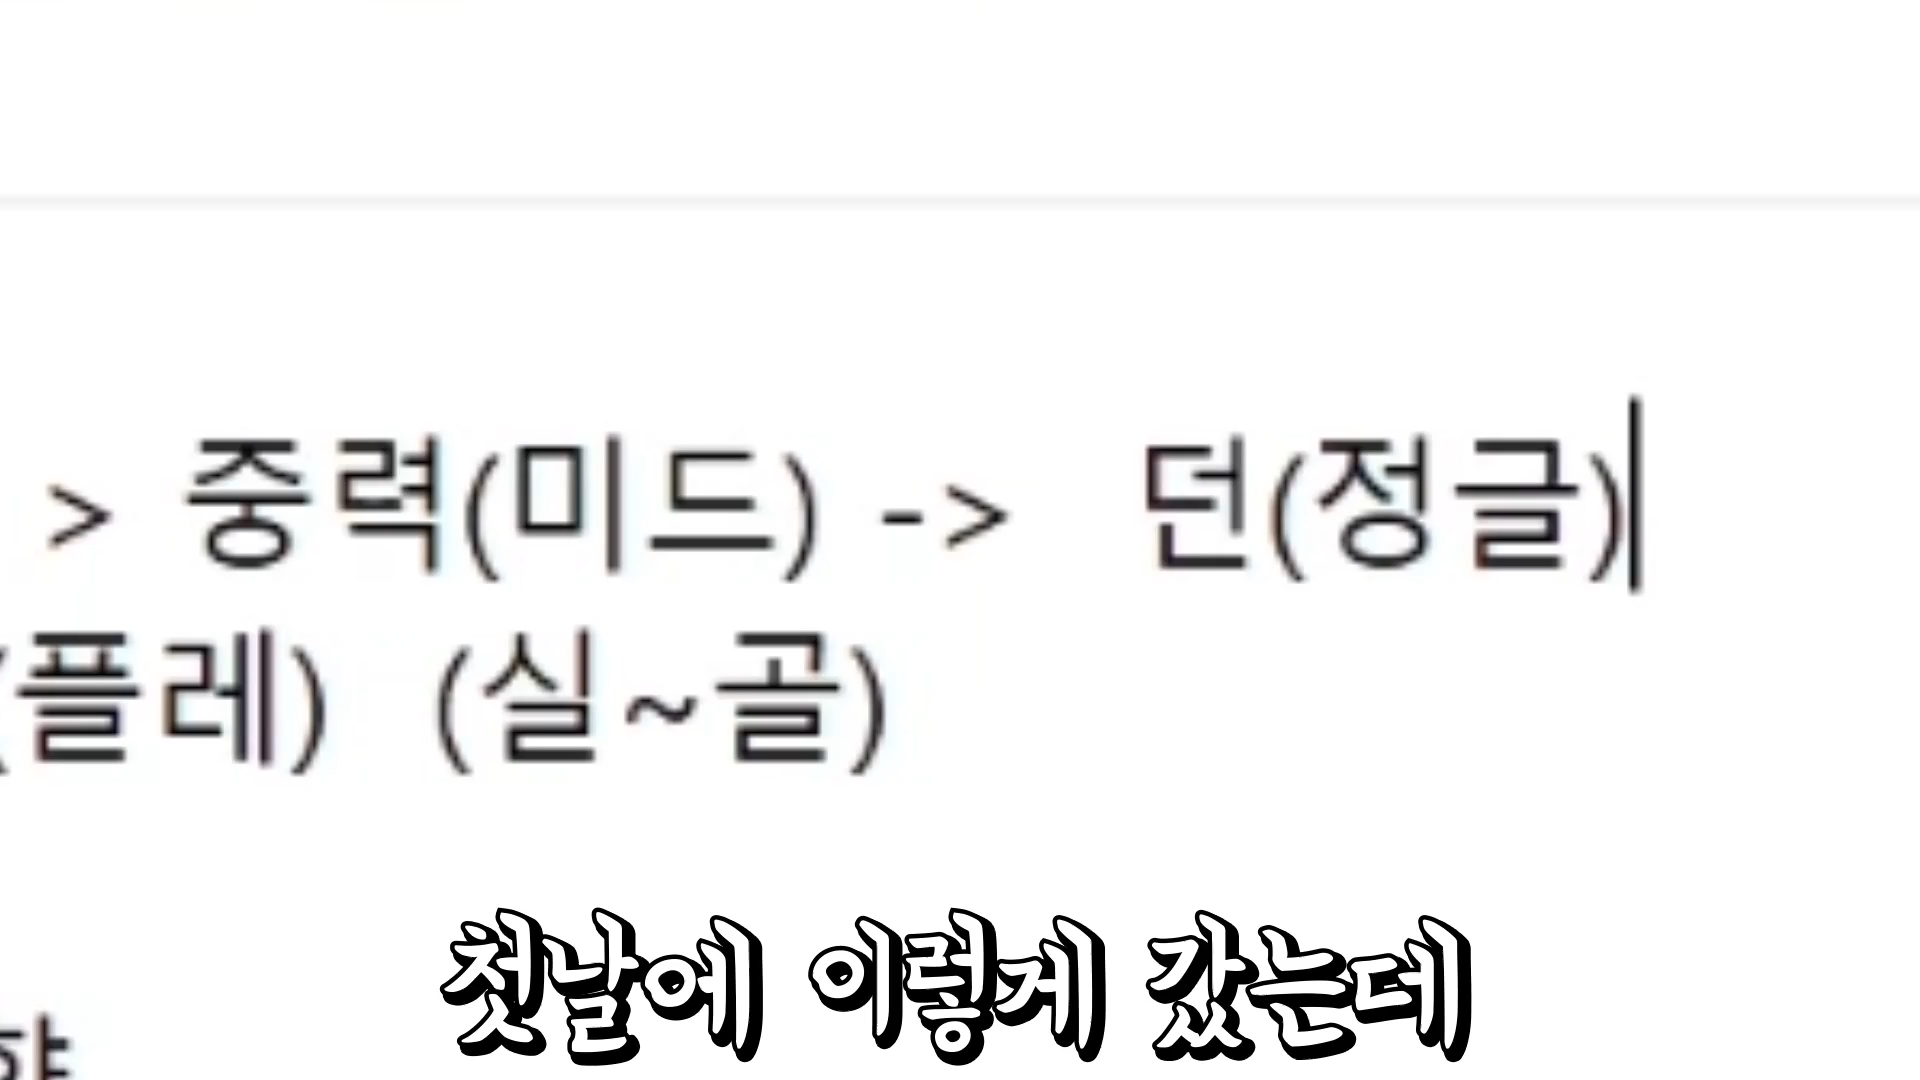 > 중력(미드) -> 던(정글)
(플레) (실~골)
첫날에 이렇게 갔는데